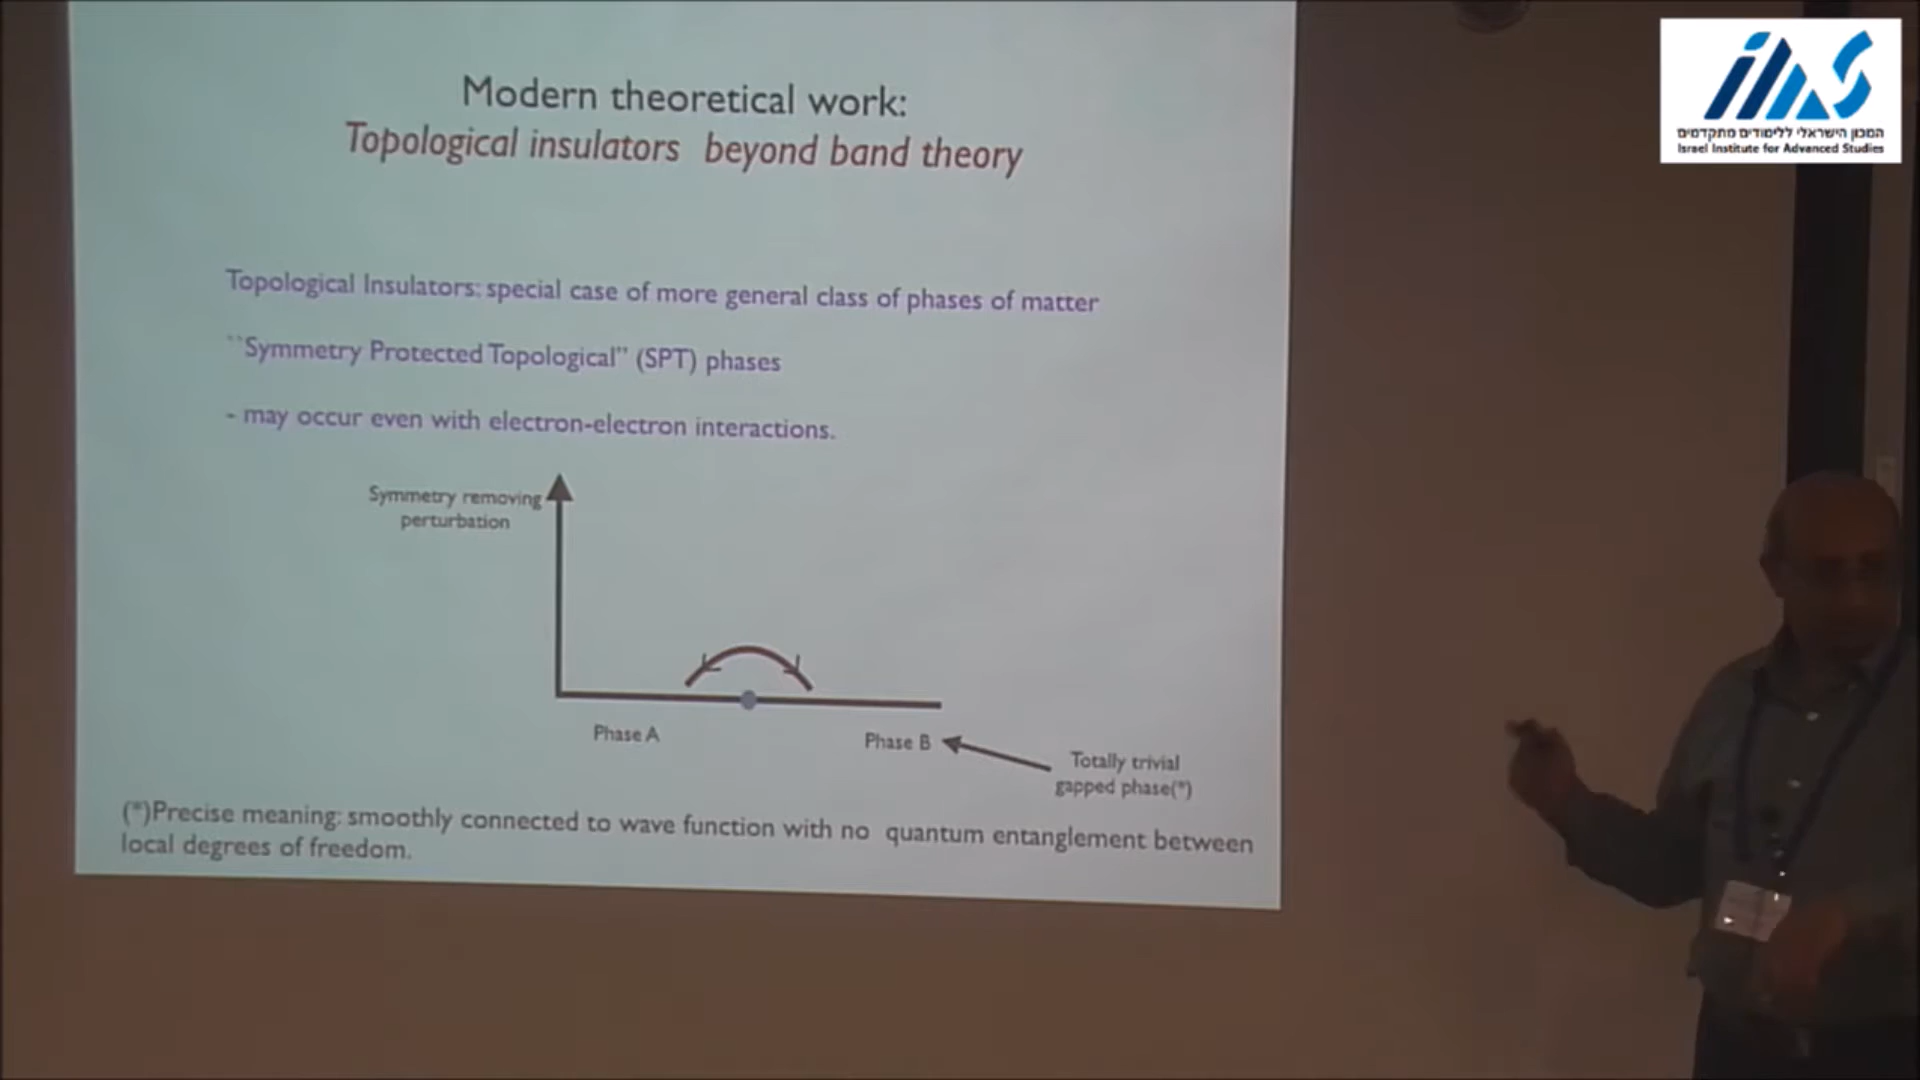 Modern theoretical work:
Topological insulators beyond band theory
Topological Insulators: special case of more general class of phases of matter
``Symmetry Protected Topological" (SPT) phases
- may occur even with electron-electron interactions.
Symmetry removing
perturbation
Phase A
Phase B
Totally trivial
gapped phase(*)
(*)Precise meaning: smoothly connected to wave function with no quantum entanglement between
local degrees of freedom.
IIAS
המכון הישראלי ללימודים מתקדמים
Israel Institute for Advanced Studies